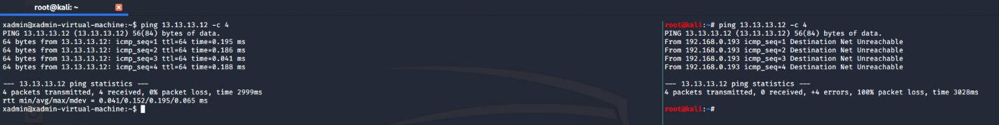 root@kali: ~
xadmin@xadmin-virtual-machine:~$ ping 13.13.13.12 -c 4
PING 13.13.13.12 (13.13.13.12) 56(84) bytes of data.
64 bytes from 13.13.13.12: icmp_seq=1 ttl=64 time=0.195 ms
64 bytes from 13.13.13.12: icmp_seq=2 ttl=64 time=0.186 ms
64 bytes from 13.13.13.12: icmp_seq=3 ttl=64 time=0.041 ms
64 bytes from 13.13.13.12: icmp_seq=4 ttl=64 time=0.188 ms
--- 13.13.13.12 ping statistics ---
4 packets transmitted, 4 received, 0% packet loss, time 2999ms
rtt min/avg/max/mdev = 0.041/0.152/0.195/0.065 ms
xadmin@xadmin-virtual-machine:~$
root@kali:~# ping 13.13.13.12 -c 4
PING 13.13.13.12 (13.13.13.12) 56(84) bytes of data.
From 192.168.0.193 icmp_seq=1 Destination Net Unreachable
From 192.168.0.193 icmp_seq=2 Destination Net Unreachable
From 192.168.0.193 icmp_seq=3 Destination Net Unreachable
From 192.168.0.193 icmp_seq=4 Destination Net Unreachable
--- 13.13.13.12 ping statistics ---
4 packets transmitted, 0 received, +4 errors, 100% packet loss, time 3028ms
root@kali:~#